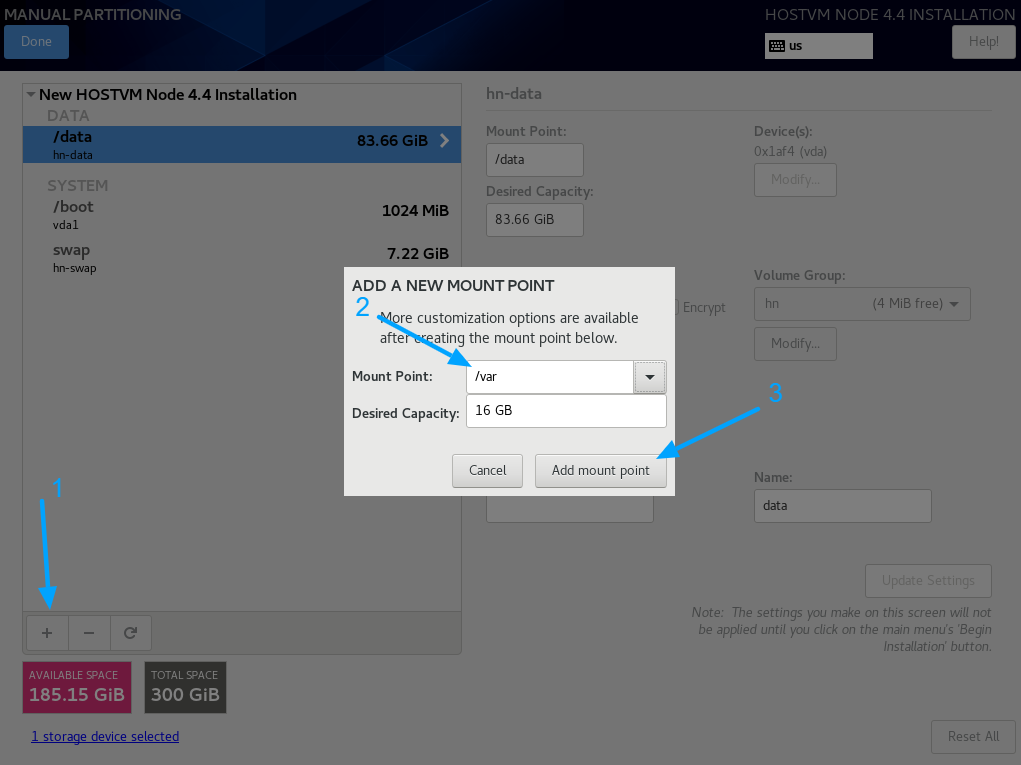 MANUAL PARTITIONING
HOSTVM NODE 4.4 INSTALLATION
Done
us
Help!
New HOSTVM Node 4.4 Installation
DATA
/data
83.66 GiB
hn-data
SYSTEM
/boot
1024 MiB
vda1
swap
7.22 GiB
hn-swap
hn-data
Mount Point:
/data
Desired Capacity:
83.66 GiB
Device(s):
0x1af4 (vda)
Modify...
Encrypt
Volume Group:
hn (4 MiB free)
Modify...
Name:
data
Update Settings
Note: The settings you make on this screen will not
be applied until you click on the main menu's 'Begin
Installation' button.
ADD A NEW MOUNT POINT
2
More customization options are available
after creating the mount point below.
Mount Point:
/var
Desired Capacity:
16 GB
3
Cancel
Add mount point
1
+ −
AVAILABLE SPACE
185.15 GiB
TOTAL SPACE
300 GiB
1 storage device selected
Reset All